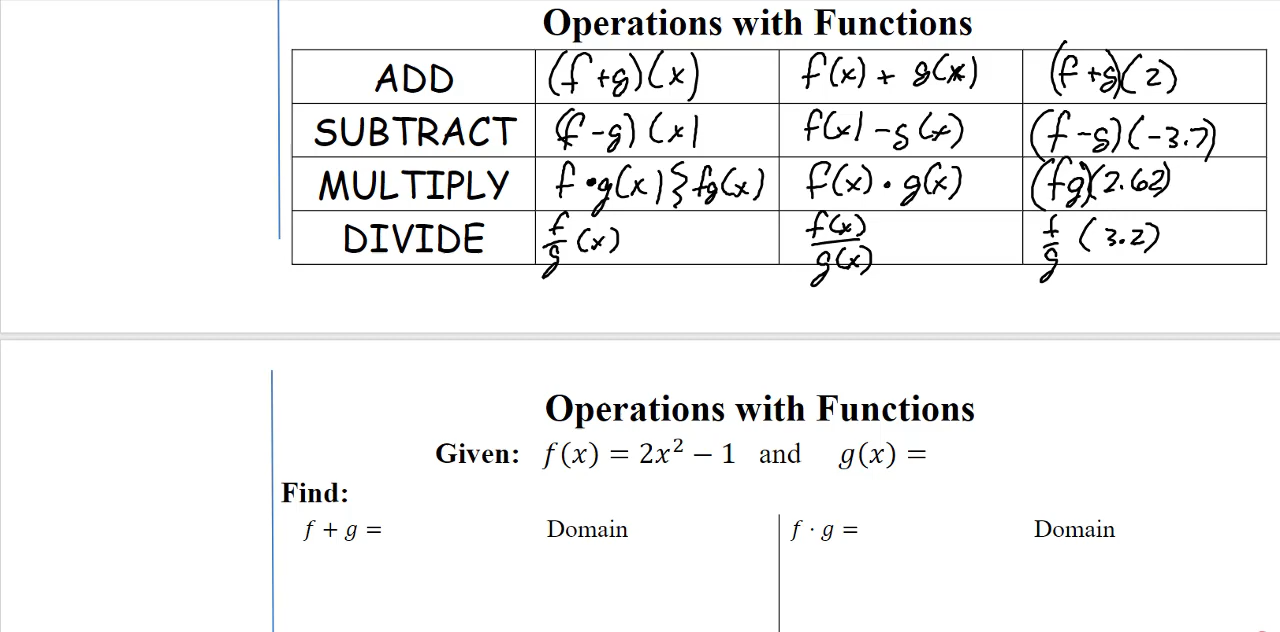 Operations with Functions
ADD (f+g)(x) f(x) + g(x) (f+g)(2)
SUBTRACT (f-g)(x) f(x) - g(x) (f-g)(-3.7)
MULTIPLY f•g(x) } fg(x) f(x) • g(x) (fg)(2.62)
DIVIDE f/g (x) f(x)/g(x) f/g (3.2)
Operations with Functions
Given: f(x) = 2x² − 1 and g(x) =
Find:
f + g = Domain f · g = Domain